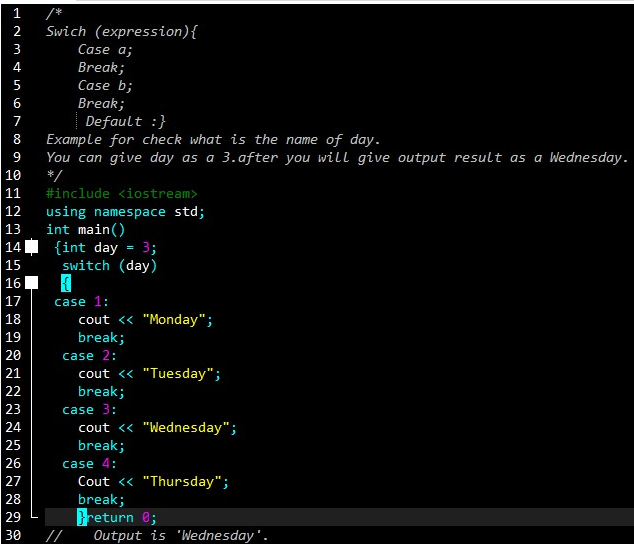 1 /*
2 Swich (expression){
3 Case a;
4 Break;
5 Case b;
6 Break;
7 Default :}
8 Example for check what is the name of day.
9 You can give day as a 3.after you will give output result as a Wednesday.
10 */
11 #include <iostream>
12 using namespace std;
13 int main()
14 {int day = 3;
15 switch (day)
16 {
17 case 1:
18 cout << "Monday";
19 break;
20 case 2:
21 cout << "Tuesday";
22 break;
23 case 3:
24 cout << "Wednesday";
25 break;
26 case 4:
27 Cout << "Thursday";
28 break;
29 }return 0;
30 // Output is 'Wednesday'.